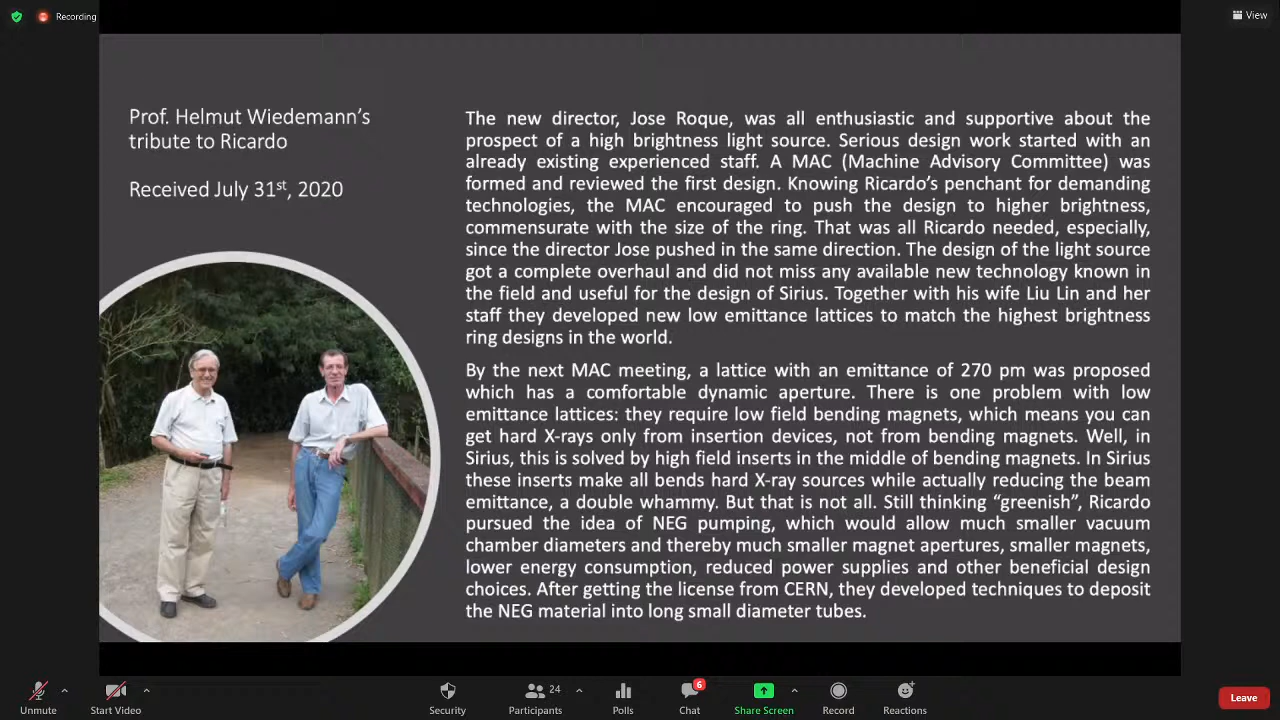 Recording
View
Prof. Helmut Wiedemann's
tribute to Ricardo
Received July 31st, 2020
The new director, Jose Roque, was all enthusiastic and supportive about the
prospect of a high brightness light source. Serious design work started with an
already existing experienced staff. A MAC (Machine Advisory Committee) was
formed and reviewed the first design. Knowing Ricardo's penchant for demanding
technologies, the MAC encouraged to push the design to higher brightness,
commensurate with the size of the ring. That was all Ricardo needed, especially,
since the director Jose pushed in the same direction. The design of the light source
got a complete overhaul and did not miss any available new technology known in
the field and useful for the design of Sirius. Together with his wife Liu Lin and her
staff they developed new low emittance lattices to match the highest brightness
ring designs in the world.
By the next MAC meeting, a lattice with an emittance of 270 pm was proposed
which has a comfortable dynamic aperture. There is one problem with low
emittance lattices: they require low field bending magnets, which means you can
get hard X-rays only from insertion devices, not from bending magnets. Well, in
Sirius, this is solved by high field inserts in the middle of bending magnets. In Sirius
these inserts make all bends hard X-ray sources while actually reducing the beam
emittance, a double whammy. But that is not all. Still thinking "greenish", Ricardo
pursued the idea of NEG pumping, which would allow much smaller vacuum
chamber diameters and thereby much smaller magnet apertures, smaller magnets,
lower energy consumption, reduced power supplies and other beneficial design
choices. After getting the license from CERN, they developed techniques to deposit
the NEG material into long small diameter tubes.
24
6
Unmute
Start Video
Security
Participants
Polls
Chat
Share Screen
Record
Reactions
Leave